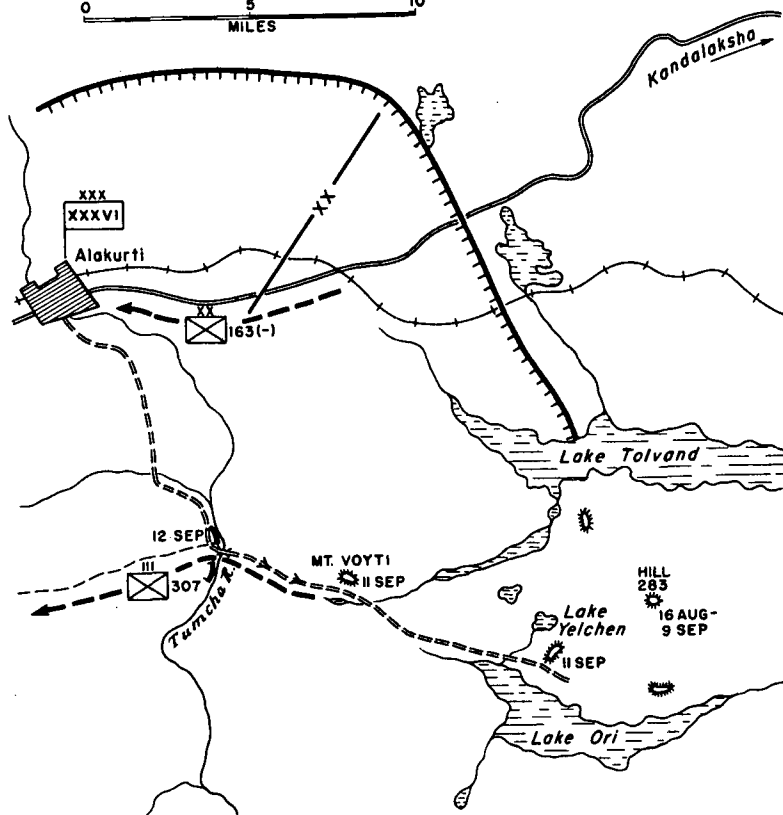 0 5 10
MILES
Kandalaksha
XX
XXX
XXXVI
Alakurti
XX
163(-)
Lake Tolvand
12 SEP
III
307
Tumcha R.
MT. VOYTI
11 SEP
HILL
283
16 AUG-
9 SEP
Lake
Yelchen
11 SEP
Lake Ori